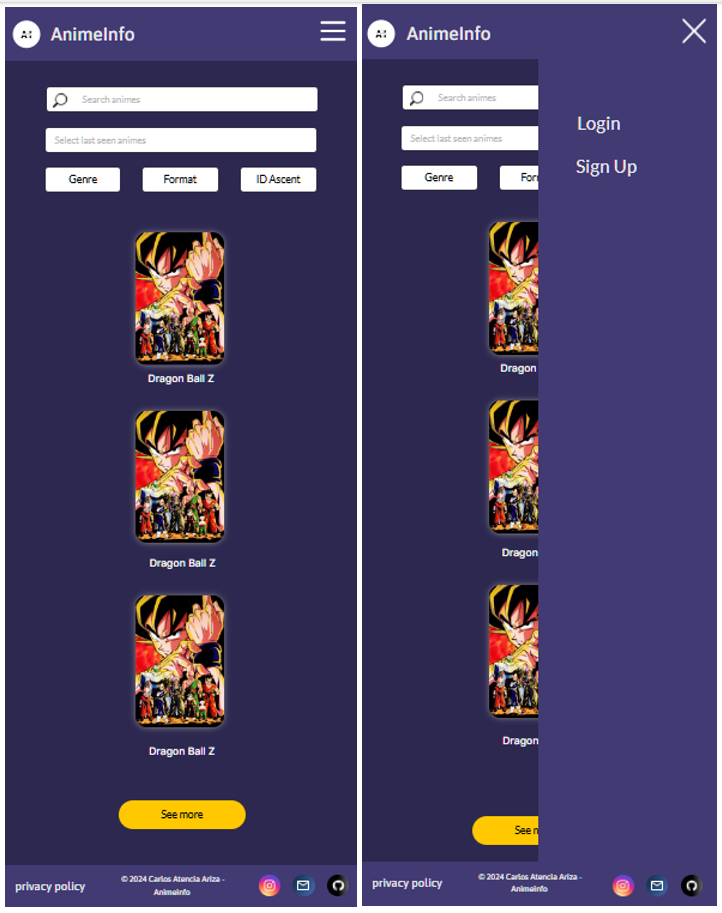 AI AnimeInfo
Search animes
Select last seen animes
Genre Format ID Ascent
Dragon Ball Z
Dragon Ball Z
Dragon Ball Z
See more
privacy policy
© 2024 Carlos Atencia Ariza -
AnimeInfo
AI AnimeInfo
Search animes
Select last seen animes
Genre For
Dragon
Dragon
Dragon
See
Login
Sign Up
privacy policy
© 2024 Carlos Atencia Ariza -
AnimeInfo